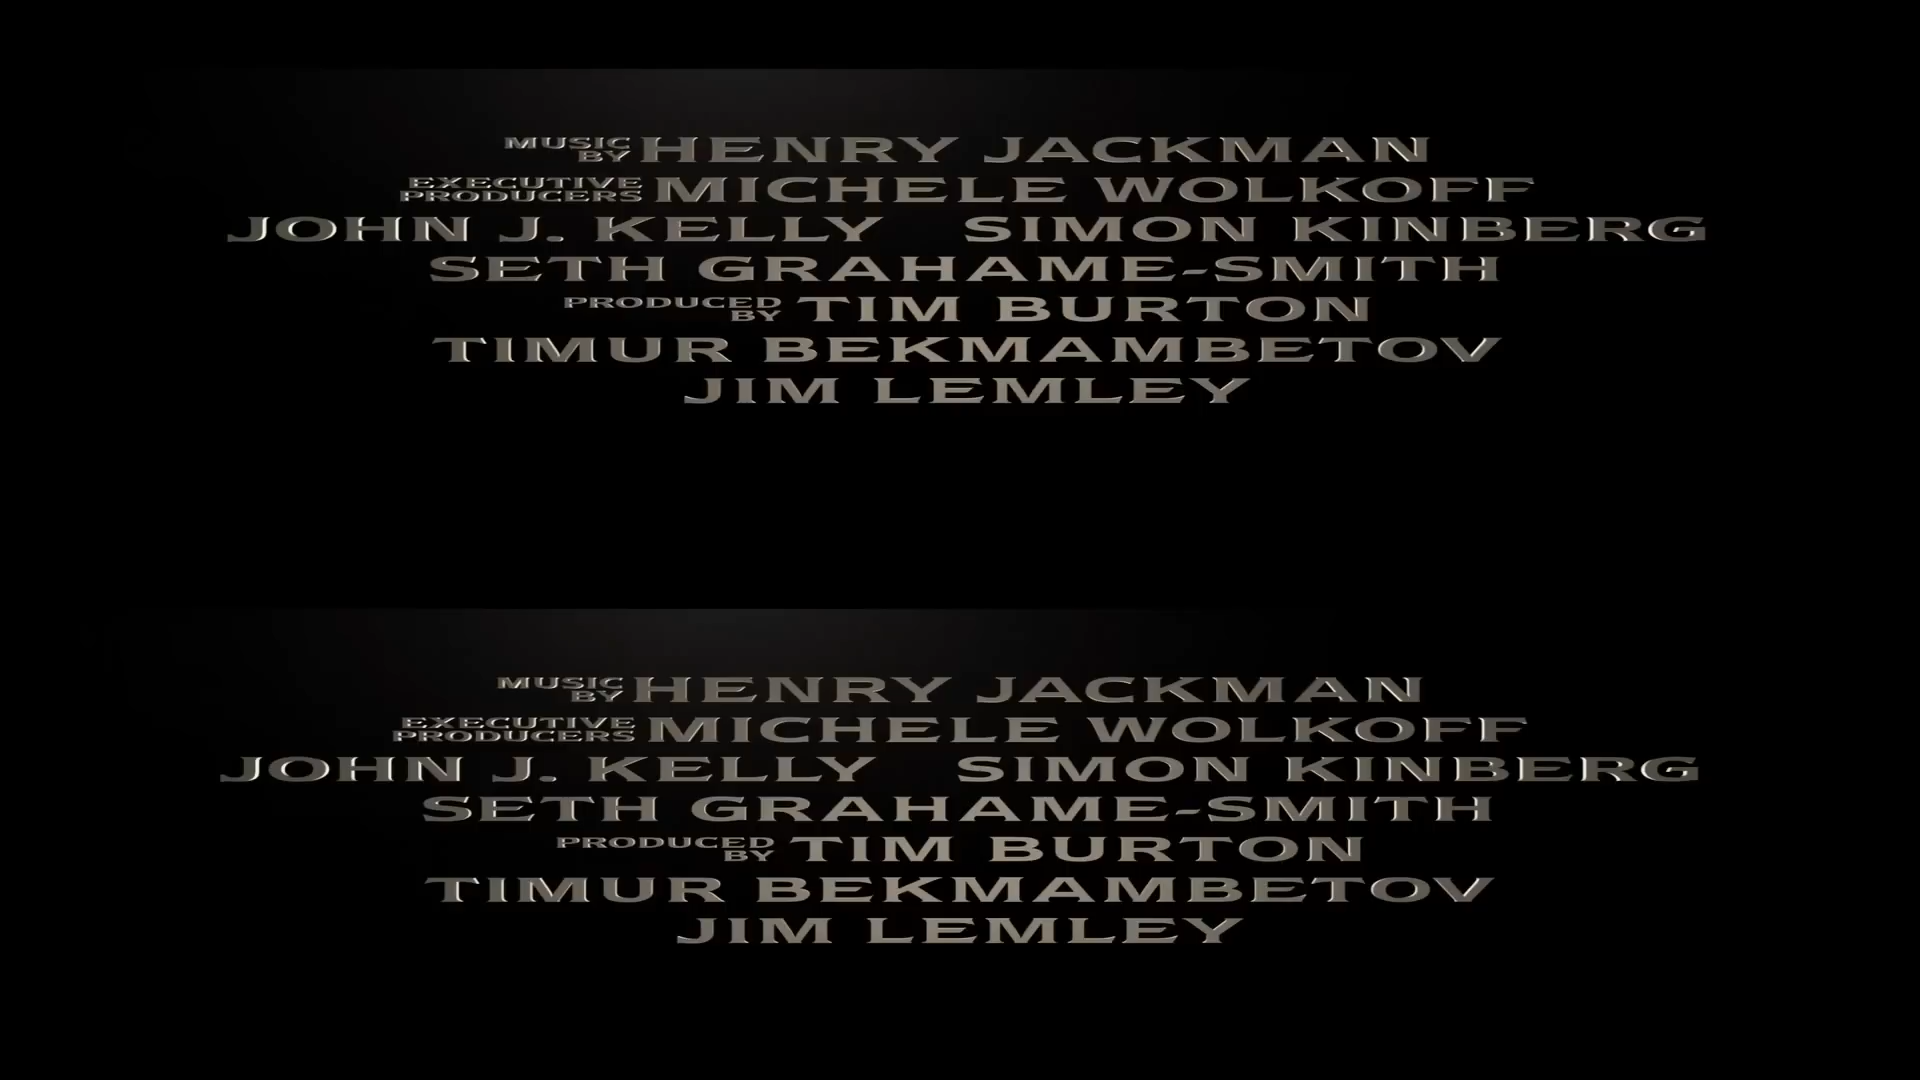 MUSIC BY HENRY JACKMAN
EXECUTIVE PRODUCERS MICHELE WOLKOFF
JOHN J. KELLY SIMON KINBERG
SETH GRAHAME-SMITH
PRODUCED BY TIM BURTON
TIMUR BEKMAMBETOV
JIM LEMLEY
MUSIC BY HENRY JACKMAN
EXECUTIVE PRODUCERS MICHELE WOLKOFF
JOHN J. KELLY SIMON KINBERG
SETH GRAHAME-SMITH
PRODUCED BY TIM BURTON
TIMUR BEKMAMBETOV
JIM LEMLEY